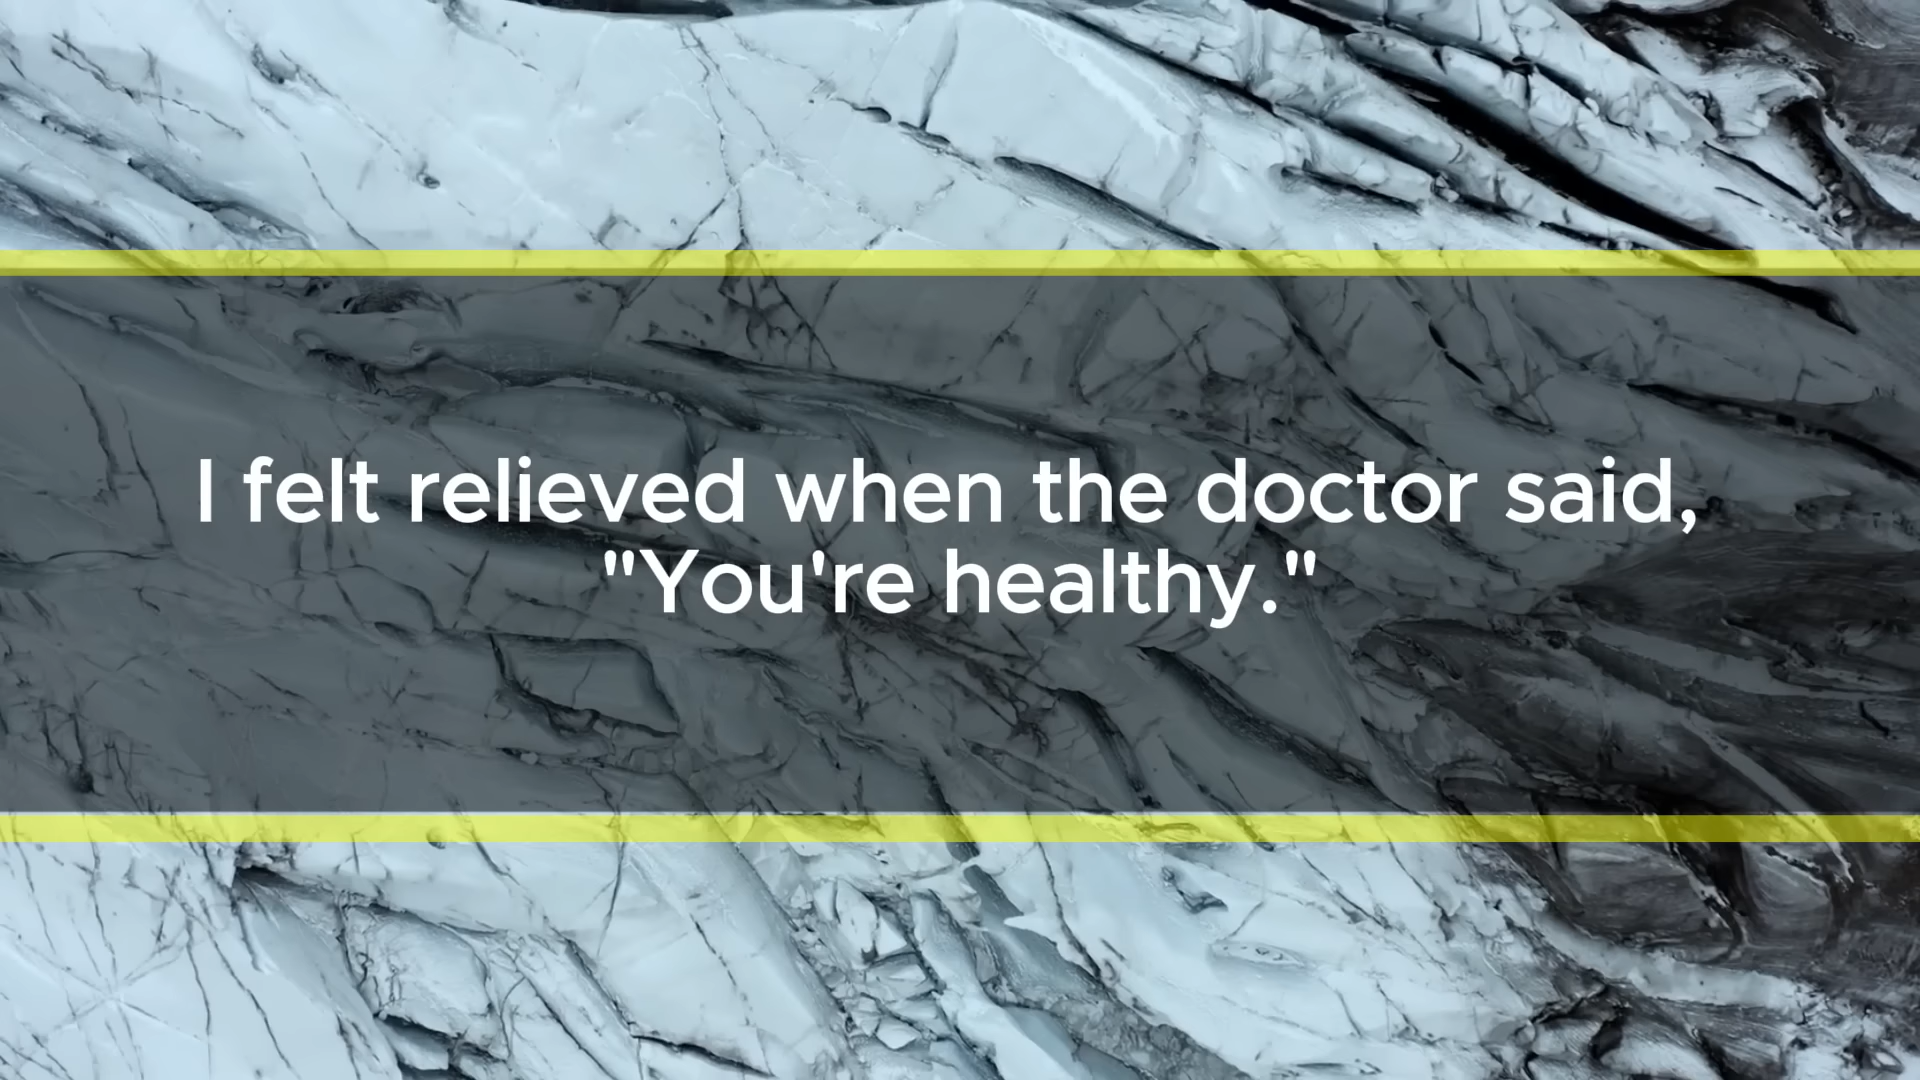 I felt relieved when the doctor said,
"You're healthy."